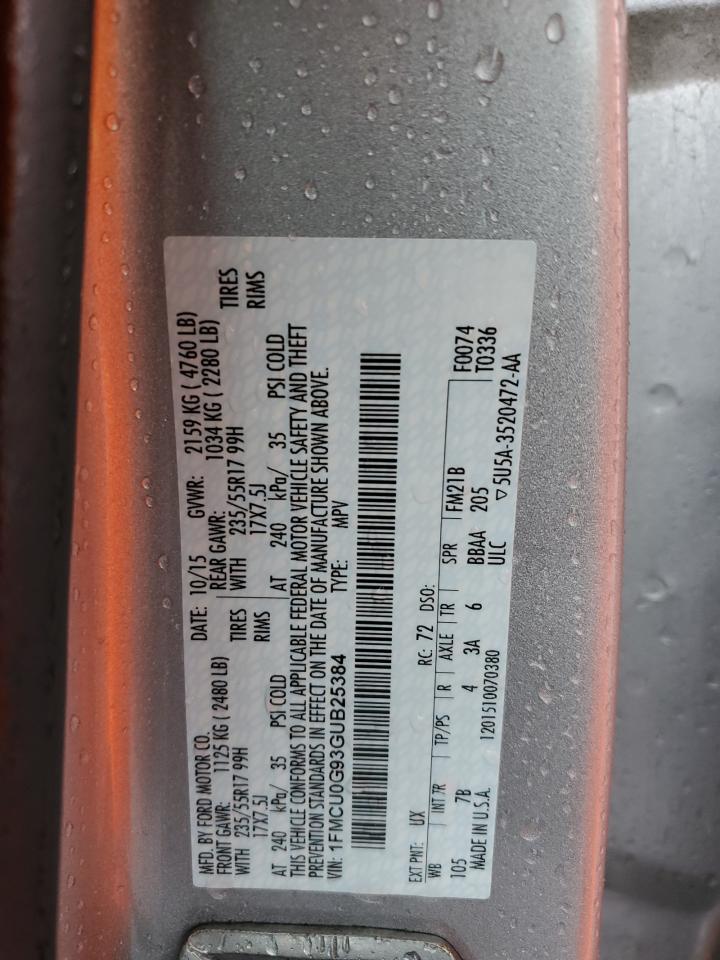 MFD. BY FORD MOTOR CO. DATE: 10/15 GVWR: 2159 KG ( 4760 LB)
FRONT GAWR: 1125 KG ( 2480 LB) REAR GAWR: 1034 KG ( 2280 LB)
WITH 235/55R17 99H TIRES WITH 235/55R17 99H TIRES
17X7.5J RIMS 17X7.5J RIMS
AT 240 kPa/ 35 PSI COLD AT 240 kPa/ 35 PSI COLD
THIS VEHICLE CONFORMS TO ALL APPLICABLE FEDERAL MOTOR VEHICLE SAFETY AND THEFT
PREVENTION STANDARDS IN EFFECT ON THE DATE OF MANUFACTURE SHOWN ABOVE.
VIN: 1FMCU0G93GUB25384 TYPE: MPV
EXT PNT: UX RC: 72 DSO:
WB INT TR TP/PS R AXLE TR SPR FM21B F0074
105 7B 4 3A 6 BBAA 205 T0336
MADE IN U.S.A. 1201510070380 ULC ▽5U5A-3520472-AA